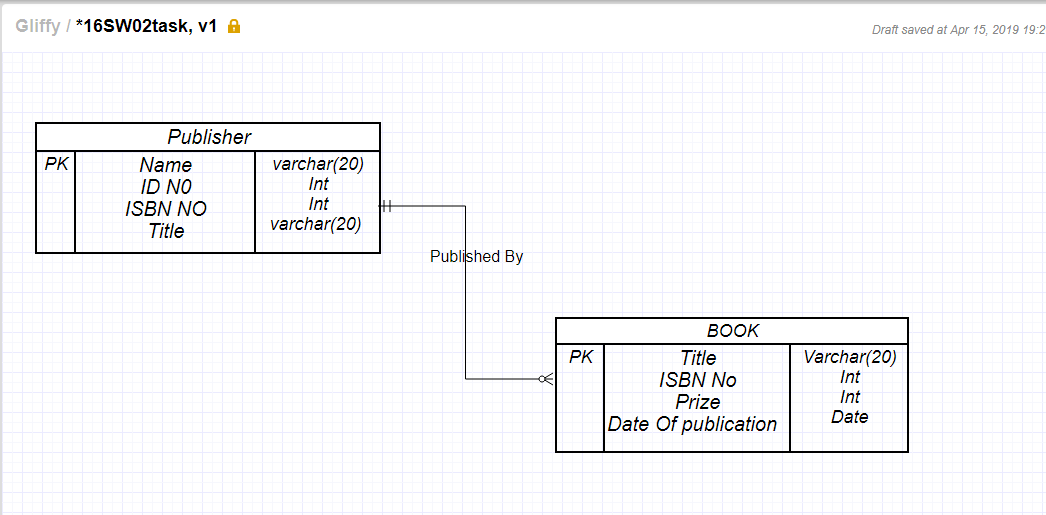 Gliffy / *16SW02task, v1
Draft saved at Apr 15, 2019 19:2
Publisher
PK Name varchar(20)
ID N0 Int
ISBN NO Int
Title varchar(20)
Published By
BOOK
PK Title Varchar(20)
ISBN No Int
Prize Int
Date Of publication Date